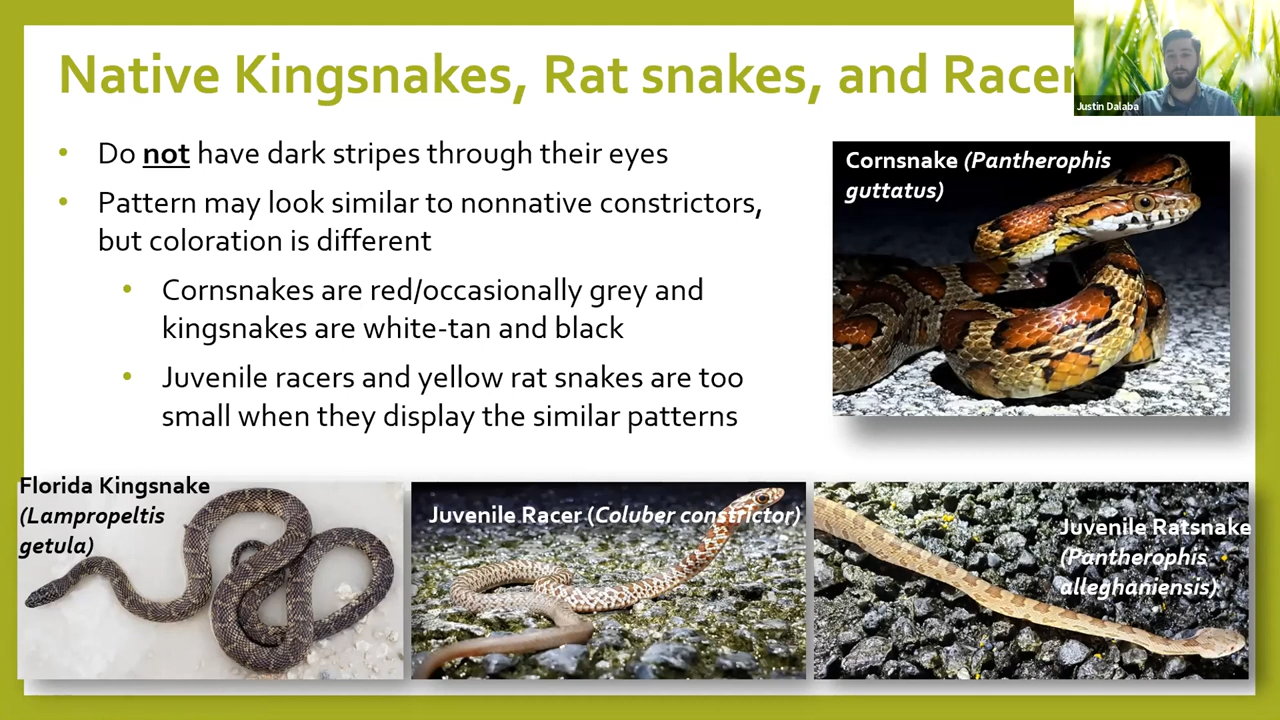 Native Kingsnakes, Rat snakes, and Racer
Justin Dalaba
• Do not have dark stripes through their eyes
• Pattern may look similar to nonnative constrictors,
but coloration is different
• Cornsnakes are red/occasionally grey and
kingsnakes are white-tan and black
• Juvenile racers and yellow rat snakes are too
small when they display the similar patterns
Cornsnake (Pantherophis
guttatus)
Florida Kingsnake
(Lampropeltis
getula)
Juvenile Racer (Coluber constrictor)
Juvenile Ratsnake
(Pantherophis
alleghaniensis)